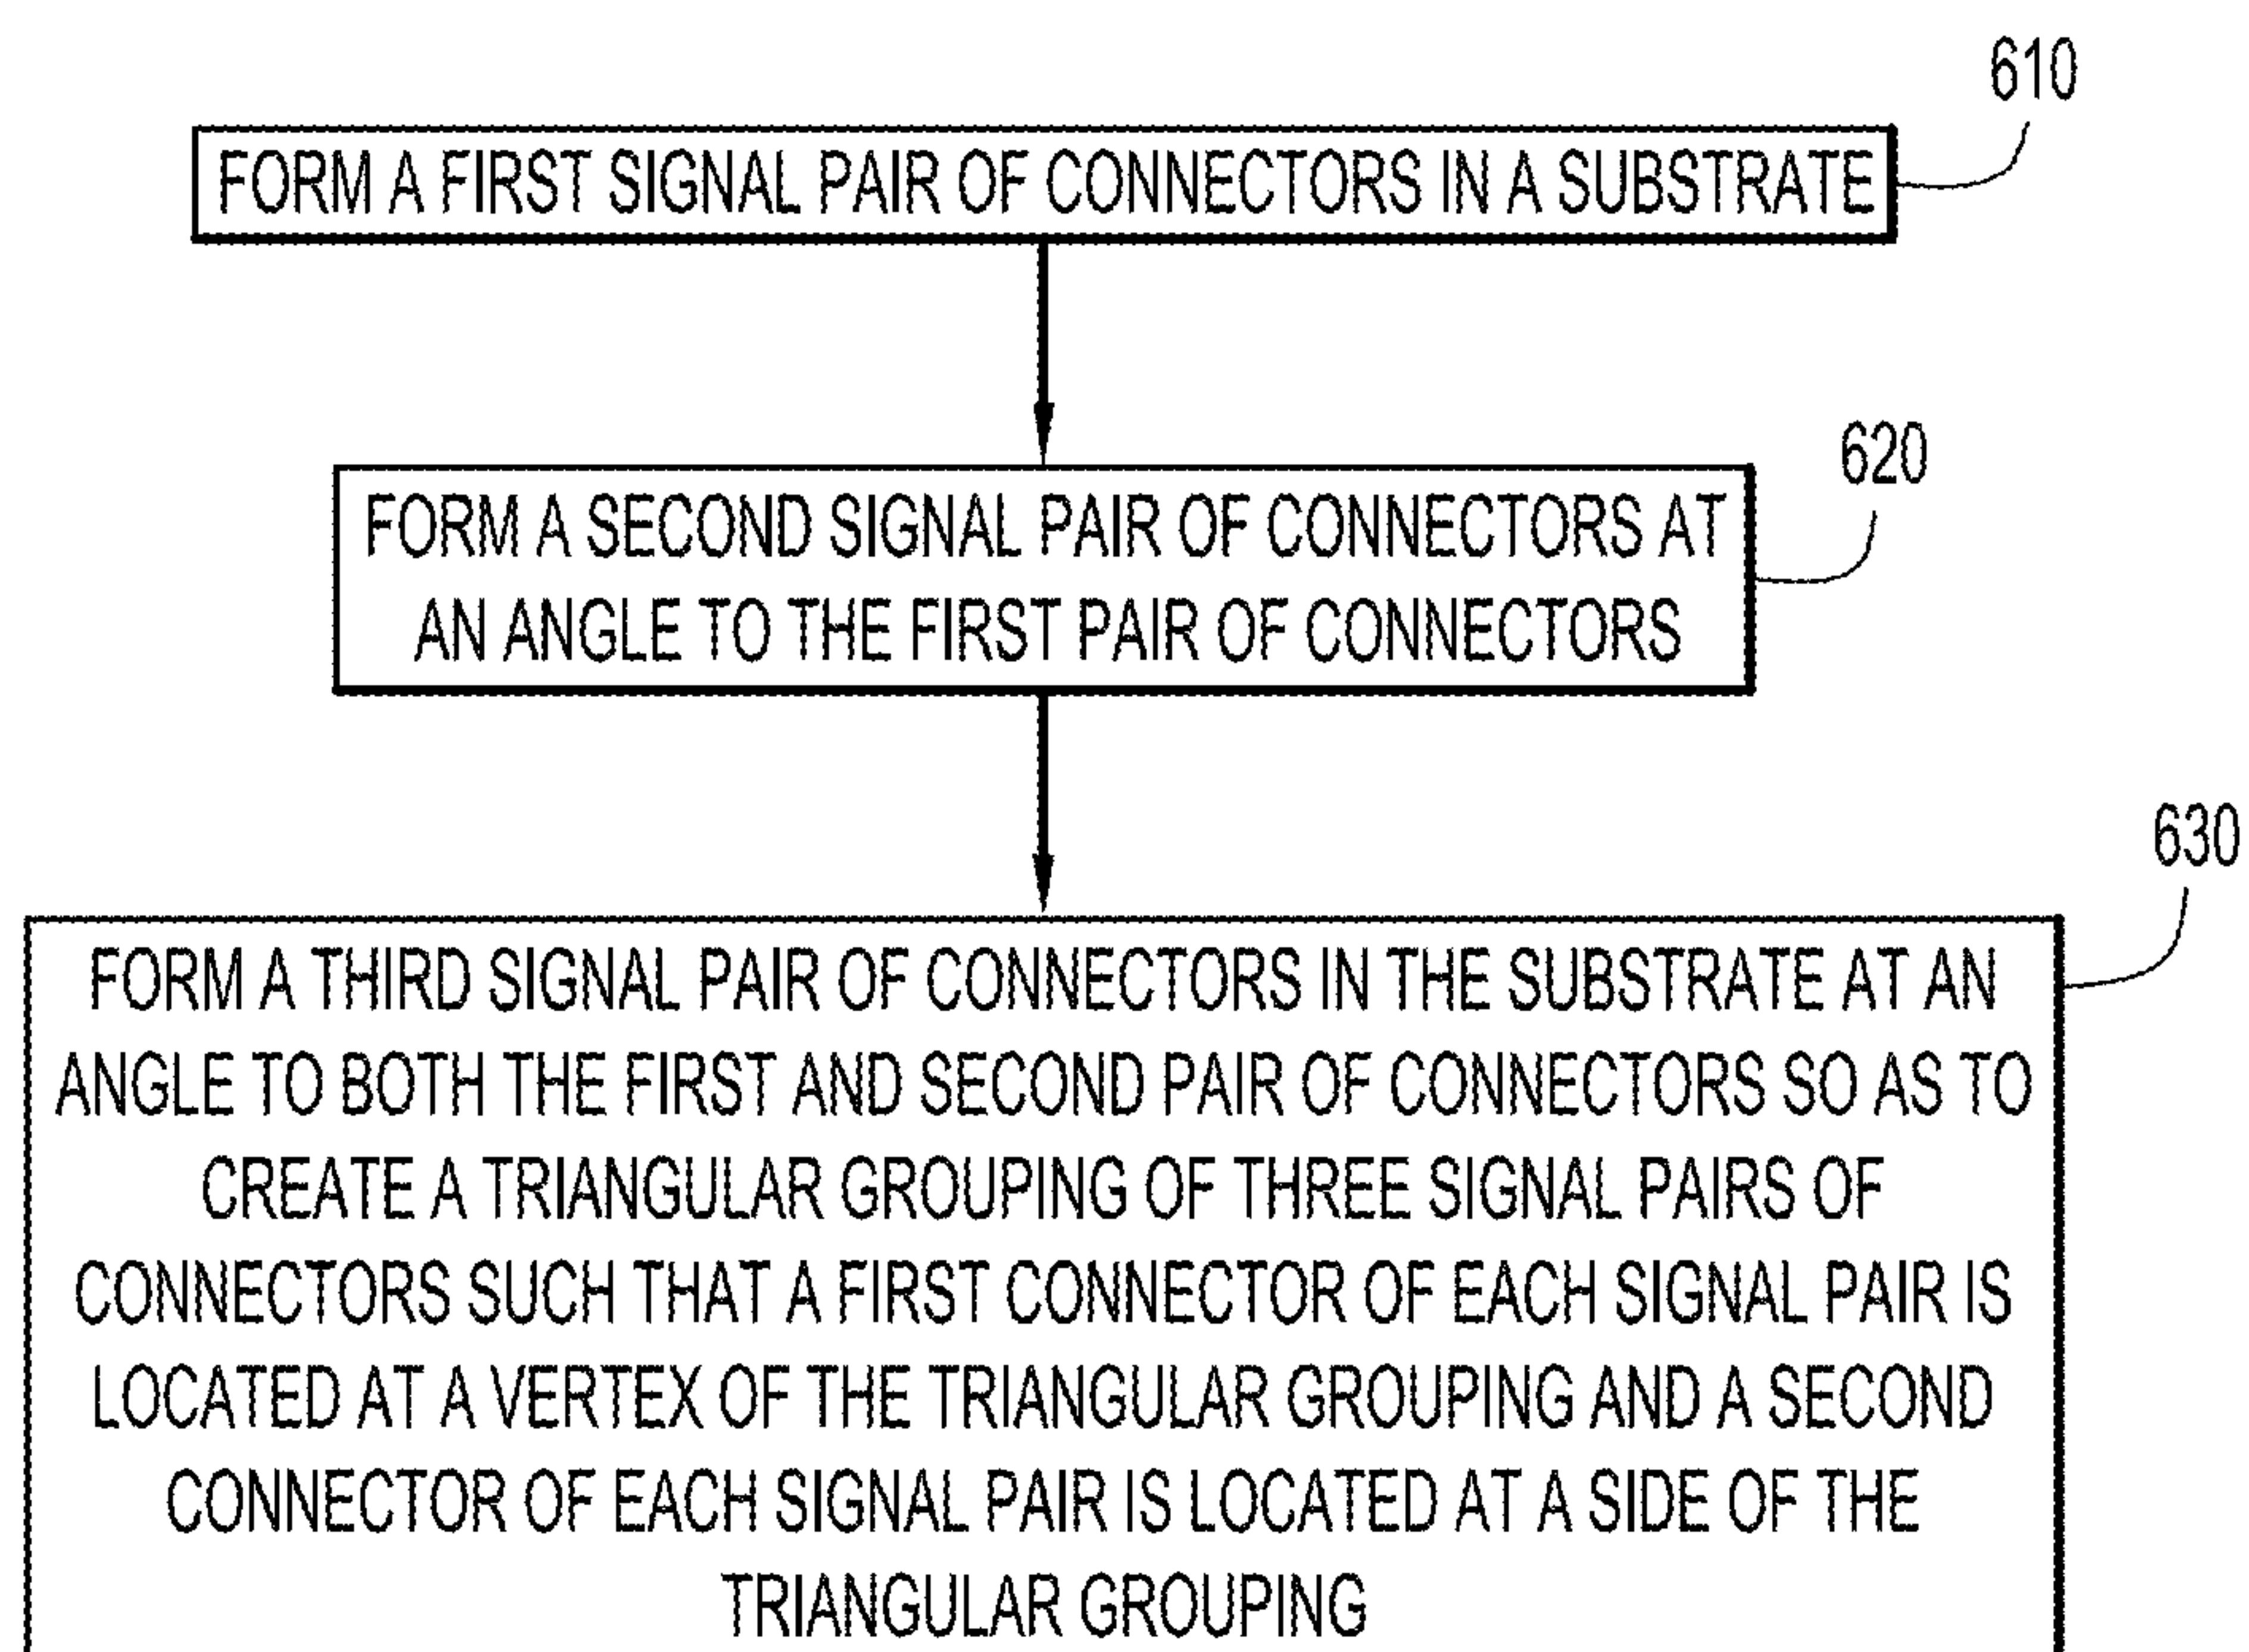 610
FORM A FIRST SIGNAL PAIR OF CONNECTORS IN A SUBSTRATE
620
FORM A SECOND SIGNAL PAIR OF CONNECTORS AT
AN ANGLE TO THE FIRST PAIR OF CONNECTORS
630
FORM A THIRD SIGNAL PAIR OF CONNECTORS IN THE SUBSTRATE AT AN
ANGLE TO BOTH THE FIRST AND SECOND PAIR OF CONNECTORS SO AS TO
CREATE A TRIANGULAR GROUPING OF THREE SIGNAL PAIRS OF
CONNECTORS SUCH THAT A FIRST CONNECTOR OF EACH SIGNAL PAIR IS
LOCATED AT A VERTEX OF THE TRIANGULAR GROUPING AND A SECOND
CONNECTOR OF EACH SIGNAL PAIR IS LOCATED AT A SIDE OF THE
TRIANGULAR GROUPING